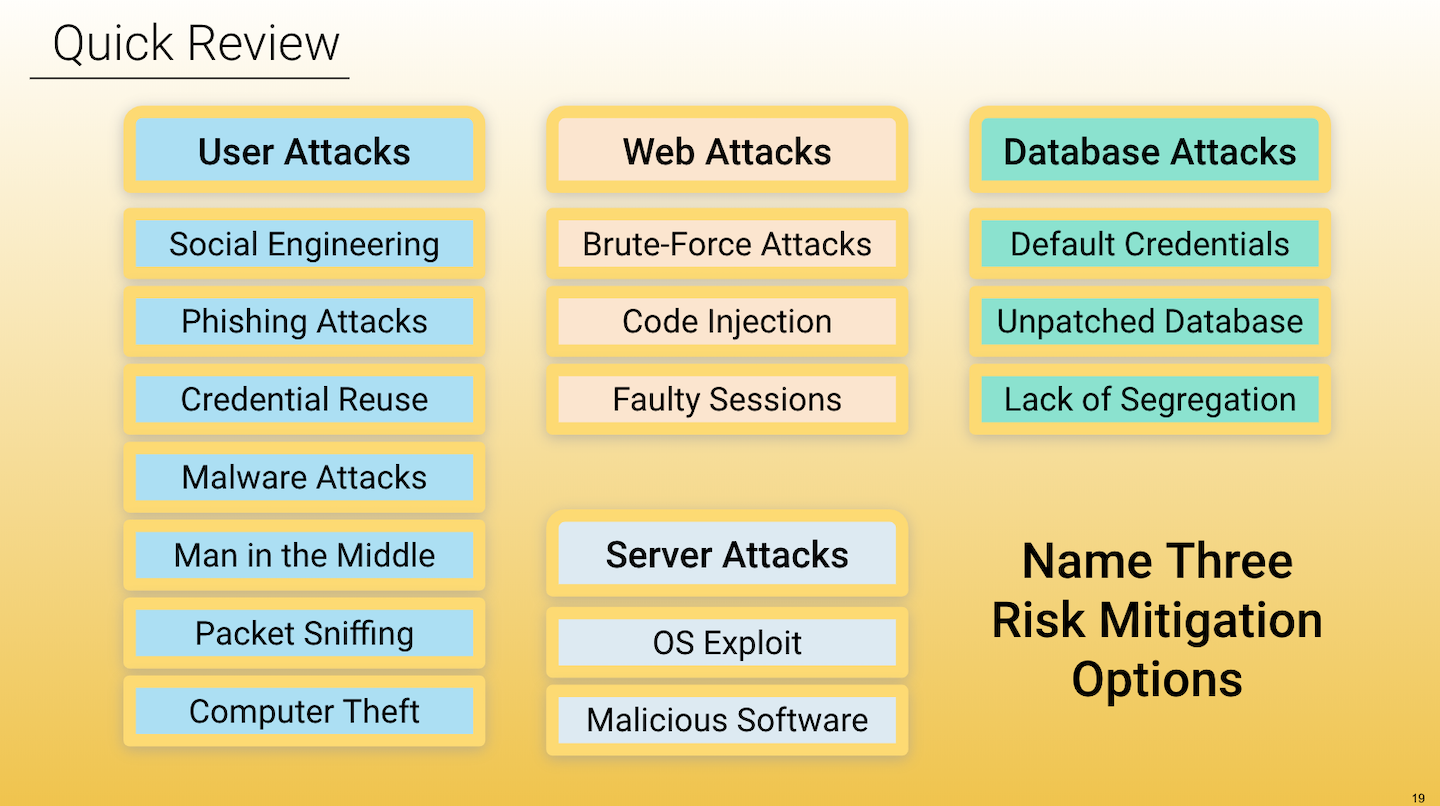 Quick Review
User Attacks
Social Engineering
Phishing Attacks
Credential Reuse
Malware Attacks
Man in the Middle
Packet Sniffing
Computer Theft
Web Attacks
Brute-Force Attacks
Code Injection
Faulty Sessions
Server Attacks
OS Exploit
Malicious Software
Database Attacks
Default Credentials
Unpatched Database
Lack of Segregation
Name Three
Risk Mitigation
Options
19